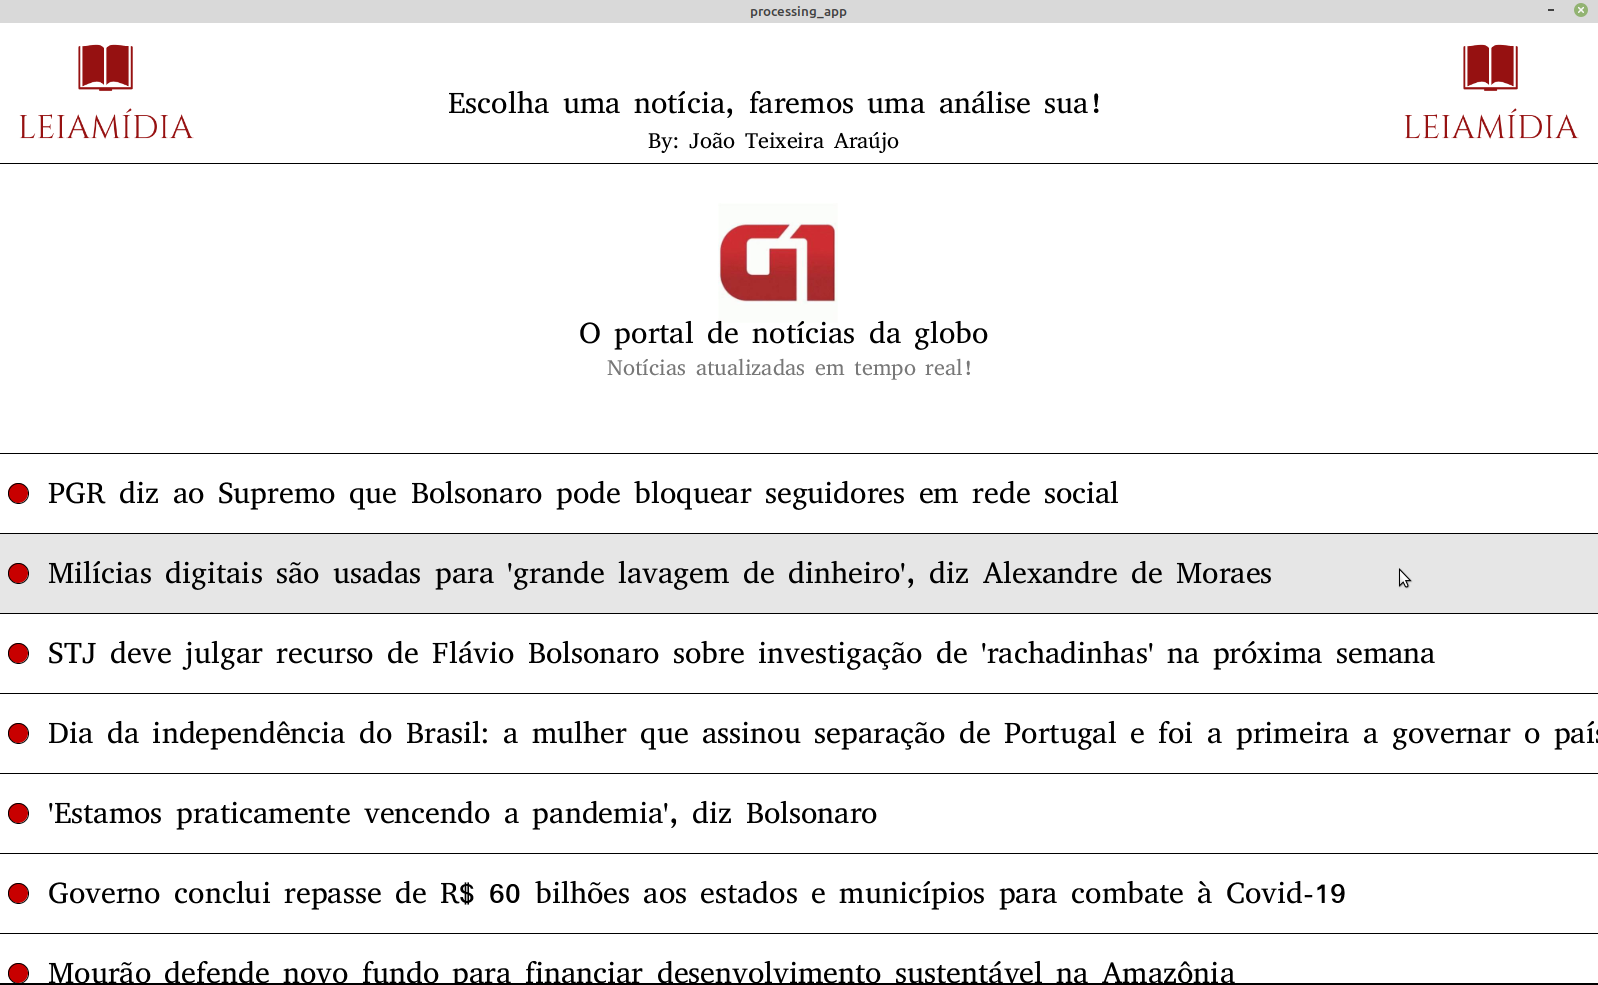 processing_app
LEIAMÍDIA
Escolha uma notícia, faremos uma análise sua!
By: João Teixeira Araújo
LEIAMÍDIA
G1
O portal de notícias da globo
Notícias atualizadas em tempo real!
PGR diz ao Supremo que Bolsonaro pode bloquear seguidores em rede social
Milícias digitais são usadas para 'grande lavagem de dinheiro', diz Alexandre de Moraes
STJ deve julgar recurso de Flávio Bolsonaro sobre investigação de 'rachadinhas' na próxima semana
Dia da independência do Brasil: a mulher que assinou separação de Portugal e foi a primeira a governar o país
'Estamos praticamente vencendo a pandemia', diz Bolsonaro
Governo conclui repasse de R$ 60 bilhões aos estados e municípios para combate à Covid-19
Mourão defende novo fundo para financiar desenvolvimento sustentável na Amazônia